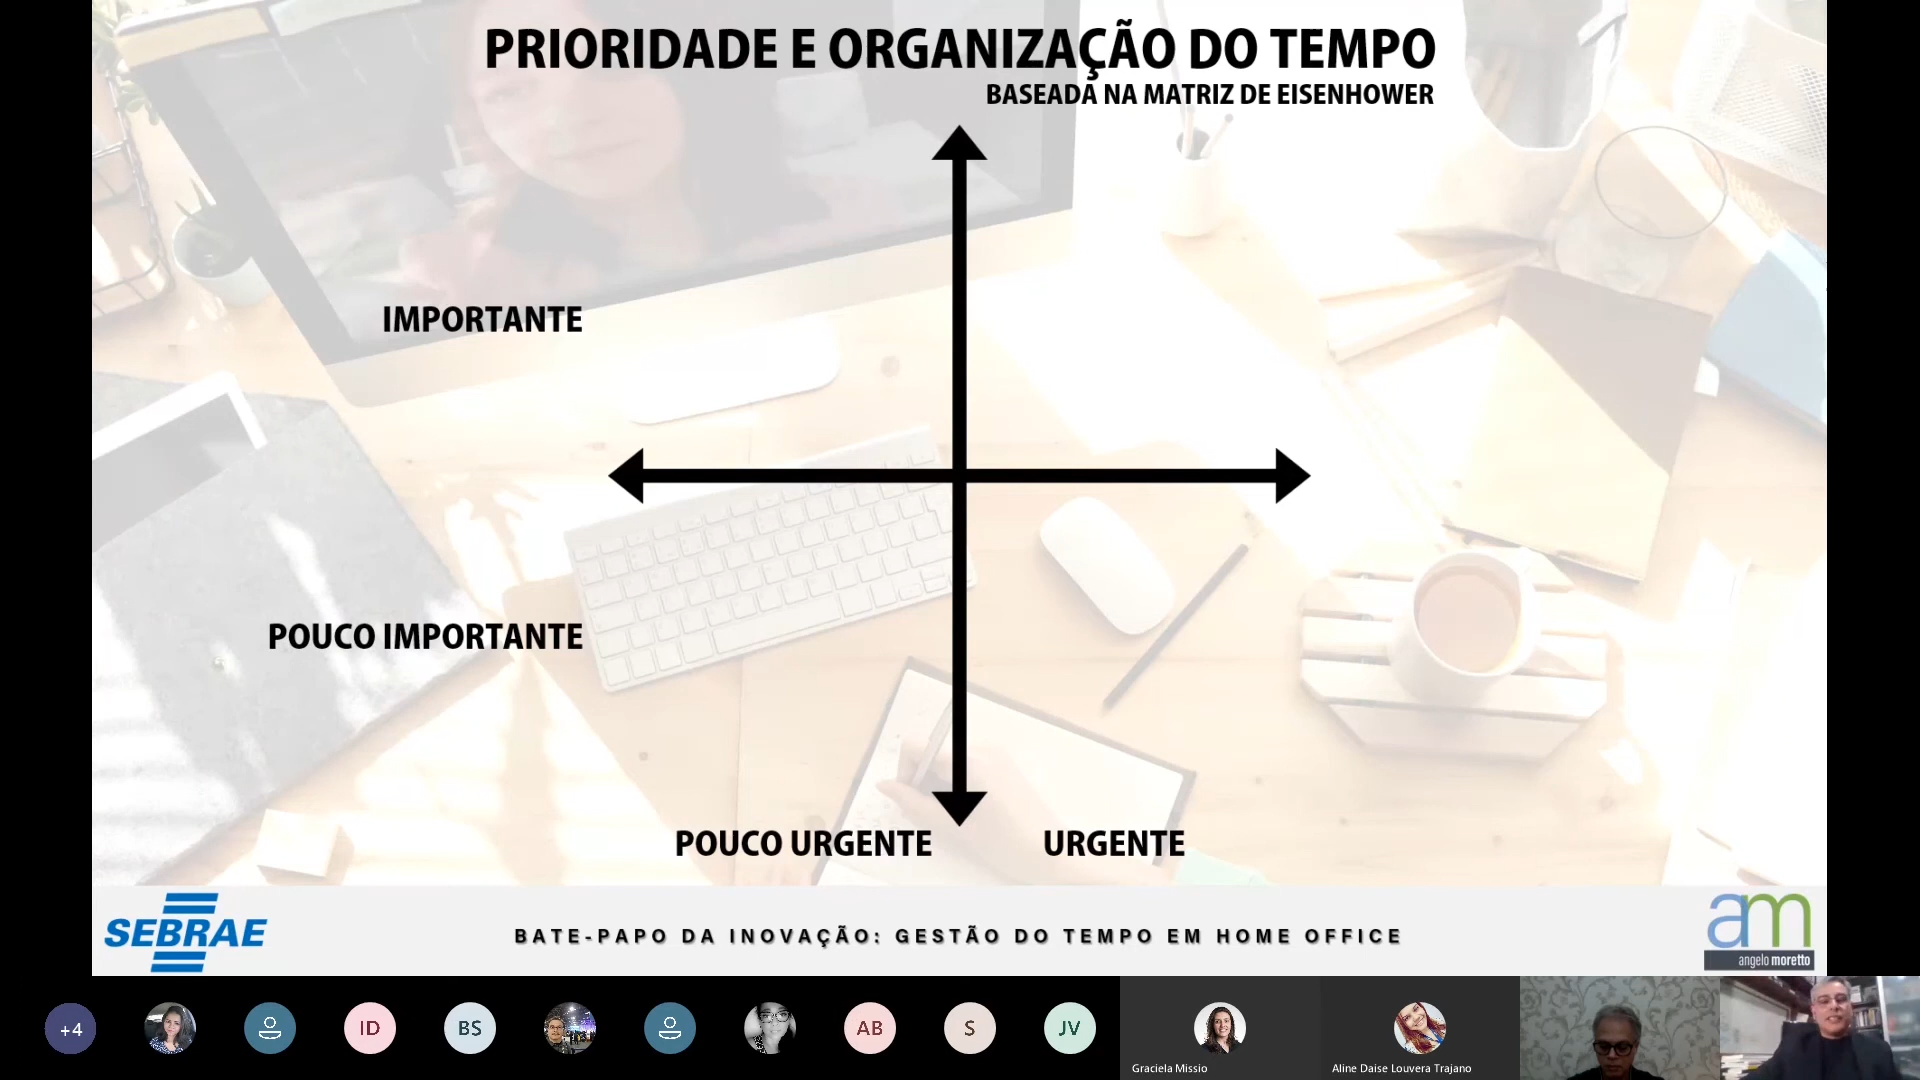 PRIORIDADE E ORGANIZAÇÃO DO TEMPO
BASEADA NA MATRIZ DE EISENHOWER
IMPORTANTE
POUCO IMPORTANTE
POUCO URGENTE
URGENTE
SEBRAE
BATE-PAPO DA INOVAÇÃO: GESTÃO DO TEMPO EM HOME OFFICE
am
angelo moretto
+4
ID
BS
AB
S
JV
Graciela Missio
Aline Daise Louvera Trajano